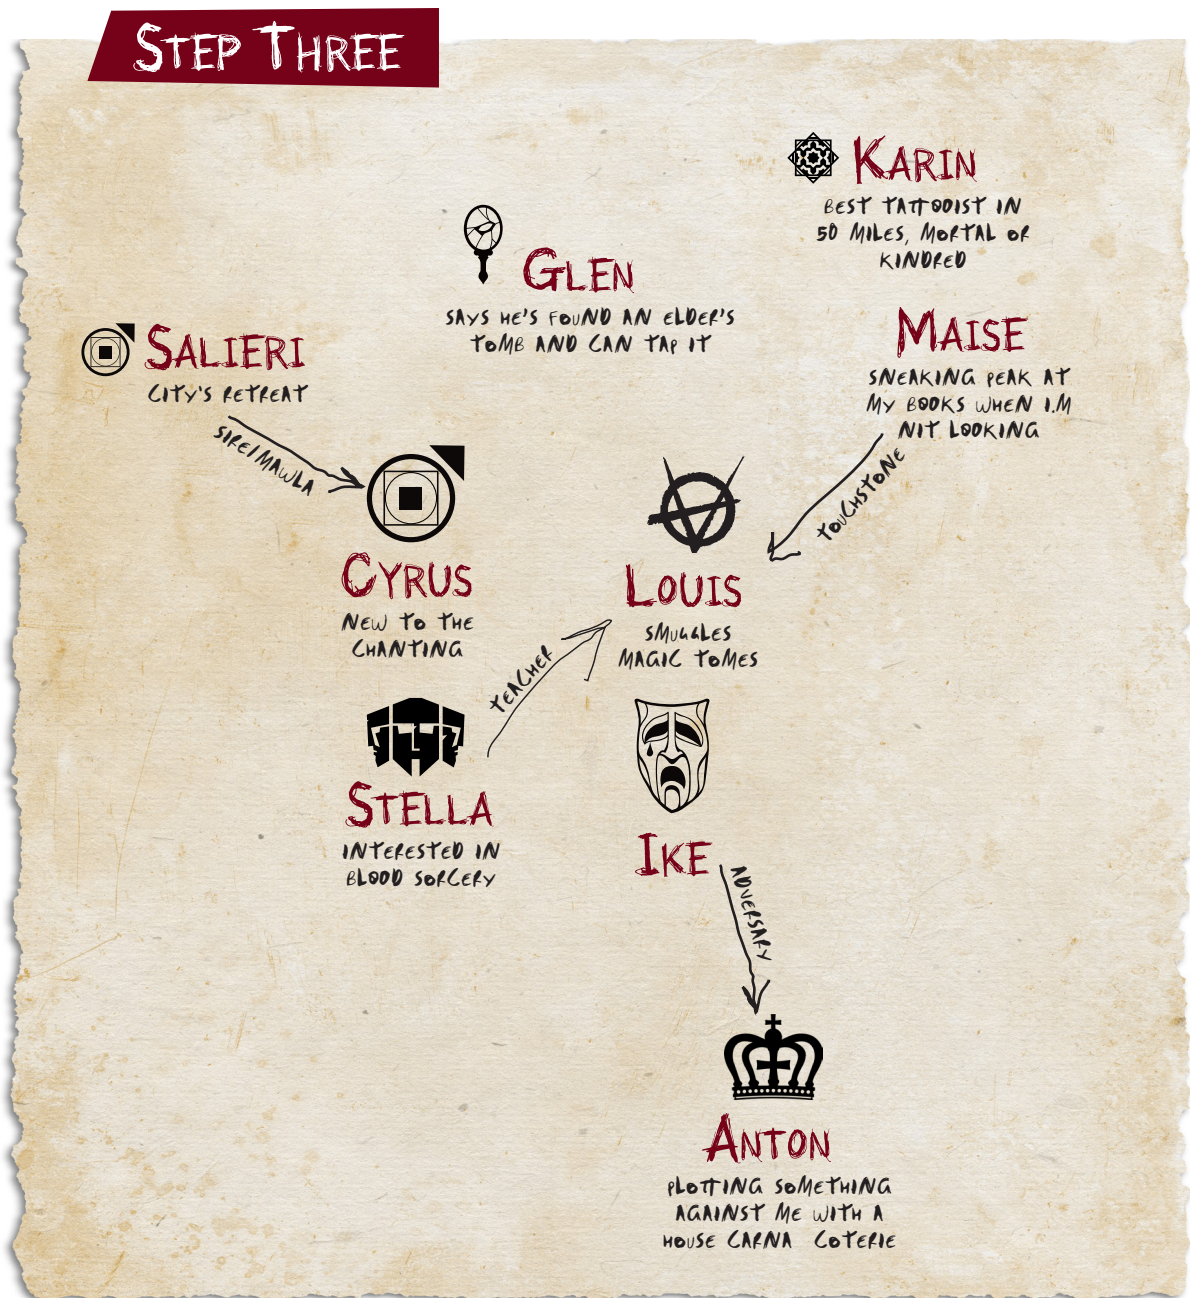 Step Three
Karin
Best tattooist in
50 miles, mortal or
kindred
Glen
Says he's found an elder's
tomb and can tap it
Maise
Sneaking peak at
my books when I.m
nit looking
Touchstone
Salieri
City's retreat
Sire/Mawla
Cyrus
New to the
chanting
Louis
Smuggles
magic tomes
Teacher
Stella
Interested in
blood sorcery
Ike
Adversary
Anton
Plotting something
against me with a
House Carna coterie